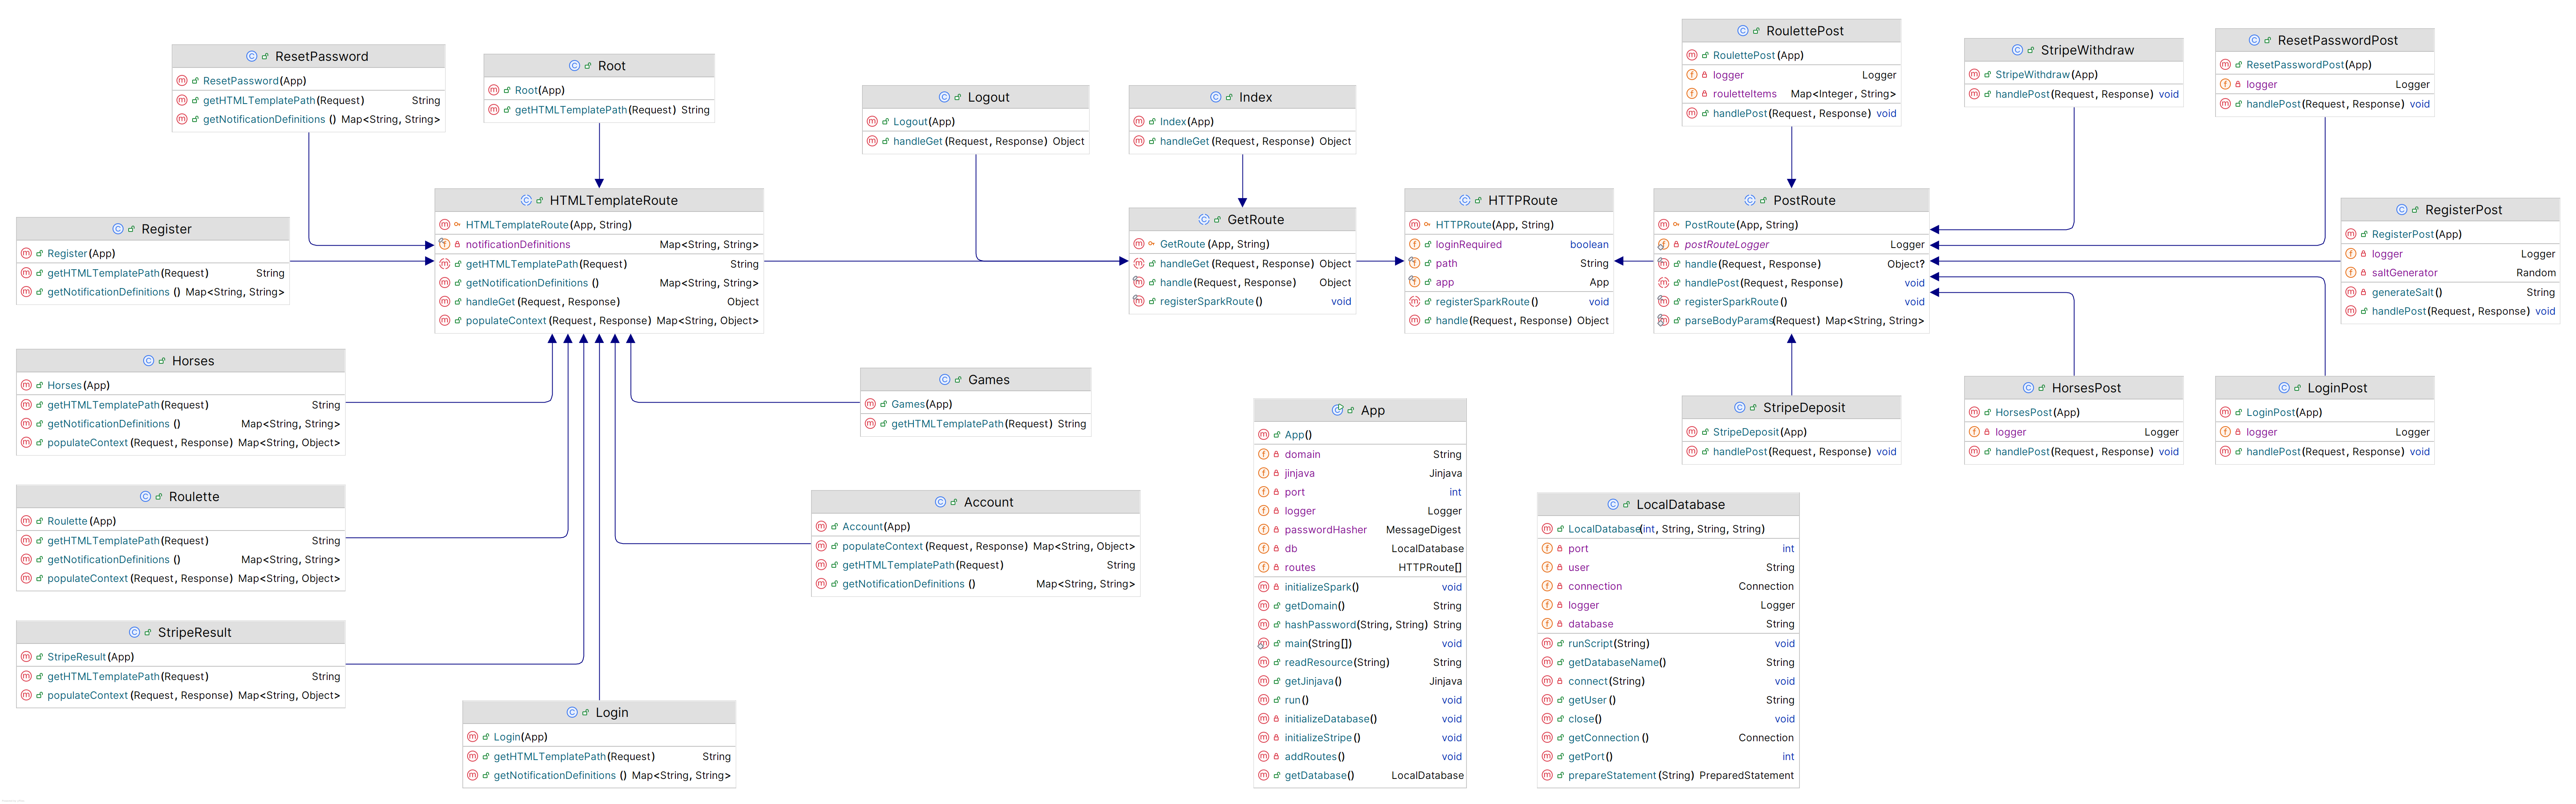 ResetPassword
ResetPassword(App)
getHTMLTemplatePath(Request) String
getNotificationDefinitions () Map<String, String>
Root
Root(App)
getHTMLTemplatePath(Request) String
Logout
Logout(App)
handleGet (Request, Response) Object
Index
Index(App)
handleGet (Request, Response) Object
RoulettePost
RoulettePost(App)
logger Logger
rouletteItems Map<Integer, String>
handlePost(Request, Response) void
StripeWithdraw
StripeWithdraw(App)
handlePost(Request, Response) void
ResetPasswordPost
ResetPasswordPost(App)
logger Logger
handlePost(Request, Response) void
Register
Register(App)
getHTMLTemplatePath(Request) String
getNotificationDefinitions () Map<String, String>
HTMLTemplateRoute
HTMLTemplateRoute(App, String)
notificationDefinitions Map<String, String>
getHTMLTemplatePath(Request) String
getNotificationDefinitions () Map<String, String>
handleGet (Request, Response) Object
populateContext (Request, Response) Map<String, Object>
GetRoute
GetRoute (App, String)
handleGet (Request, Response) Object
handle(Request, Response) Object
registerSparkRoute() void
HTTPRoute
HTTPRoute(App, String)
loginRequired boolean
path String
app App
registerSparkRoute() void
handle(Request, Response) Object
PostRoute
PostRoute(App, String)
postRouteLogger Logger
handle(Request, Response) Object?
handlePost(Request, Response) void
registerSparkRoute() void
parseBodyParams(Request) Map<String, String>
RegisterPost
RegisterPost(App)
logger Logger
saltGenerator Random
generateSalt() String
handlePost(Request, Response) void
Horses
Horses(App)
getHTMLTemplatePath(Request) String
getNotificationDefinitions () Map<String, String>
populateContext (Request, Response) Map<String, Object>
Games
Games(App)
getHTMLTemplatePath(Request) String
App
App()
domain String
jinjava Jinjava
port int
logger Logger
passwordHasher MessageDigest
db LocalDatabase
routes HTTPRoute[]
initializeSpark() void
getDomain() String
hashPassword(String, String) String
main(String[]) void
readResource(String) String
getJinjava() Jinjava
run() void
initializeDatabase() void
initializeStripe() void
addRoutes() void
getDatabase() LocalDatabase
StripeDeposit
StripeDeposit(App)
handlePost(Request, Response) void
HorsesPost
HorsesPost(App)
logger Logger
handlePost(Request, Response) void
LoginPost
LoginPost(App)
logger Logger
handlePost(Request, Response) void
Roulette
Roulette (App)
getHTMLTemplatePath(Request) String
getNotificationDefinitions () Map<String, String>
populateContext (Request, Response) Map<String, Object>
Account
Account(App)
populateContext (Request, Response) Map<String, Object>
getHTMLTemplatePath(Request) String
getNotificationDefinitions () Map<String, String>
LocalDatabase
LocalDatabase(int, String, String, String)
port int
user String
connection Connection
logger Logger
database String
runScript(String) void
getDatabaseName() String
connect(String) void
getUser () String
close() void
getConnection () Connection
getPort() int
prepareStatement (String) PreparedStatement
StripeResult
StripeResult(App)
getHTMLTemplatePath(Request) String
populateContext (Request, Response) Map<String, Object>
Login
Login(App)
getHTMLTemplatePath(Request) String
getNotificationDefinitions () Map<String, String>